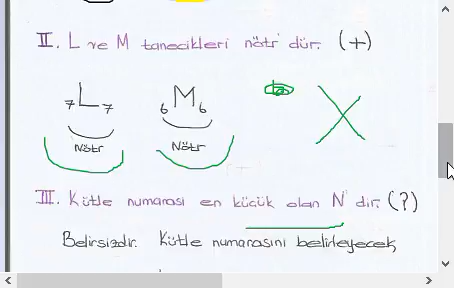 II. L ve M tanecikleri nötr' dür. (+)
₇L₇ ₆M₆
Nötr Nötr
III. Kütle numarası en küçük olan N' dir. (?)
Belirsizdir. Kütle numarasını belirleyecek